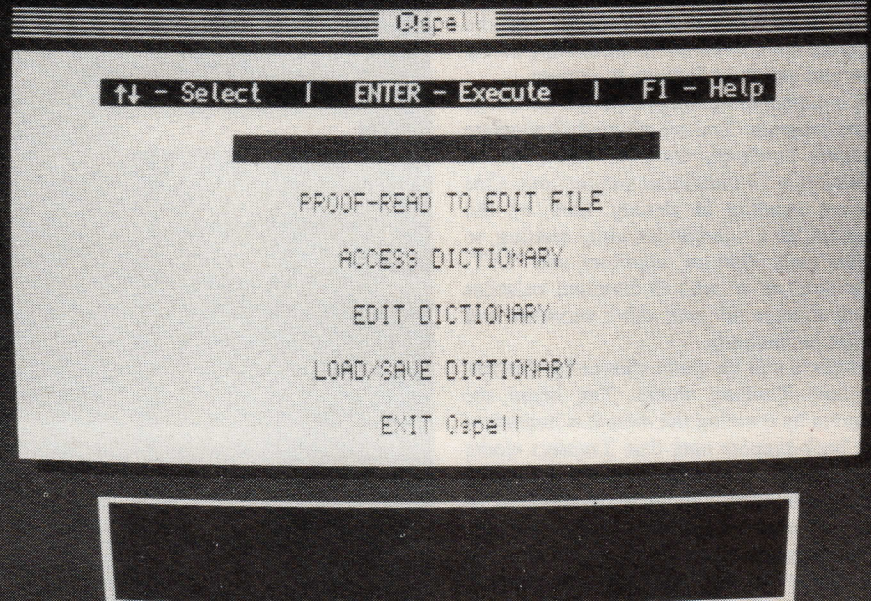 Qspell
↑↓ - Select | ENTER - Execute | F1 - Help
PROOF-READ TO EDIT FILE
ACCESS DICTIONARY
EDIT DICTIONARY
LOAD/SAVE DICTIONARY
EXIT Qspell